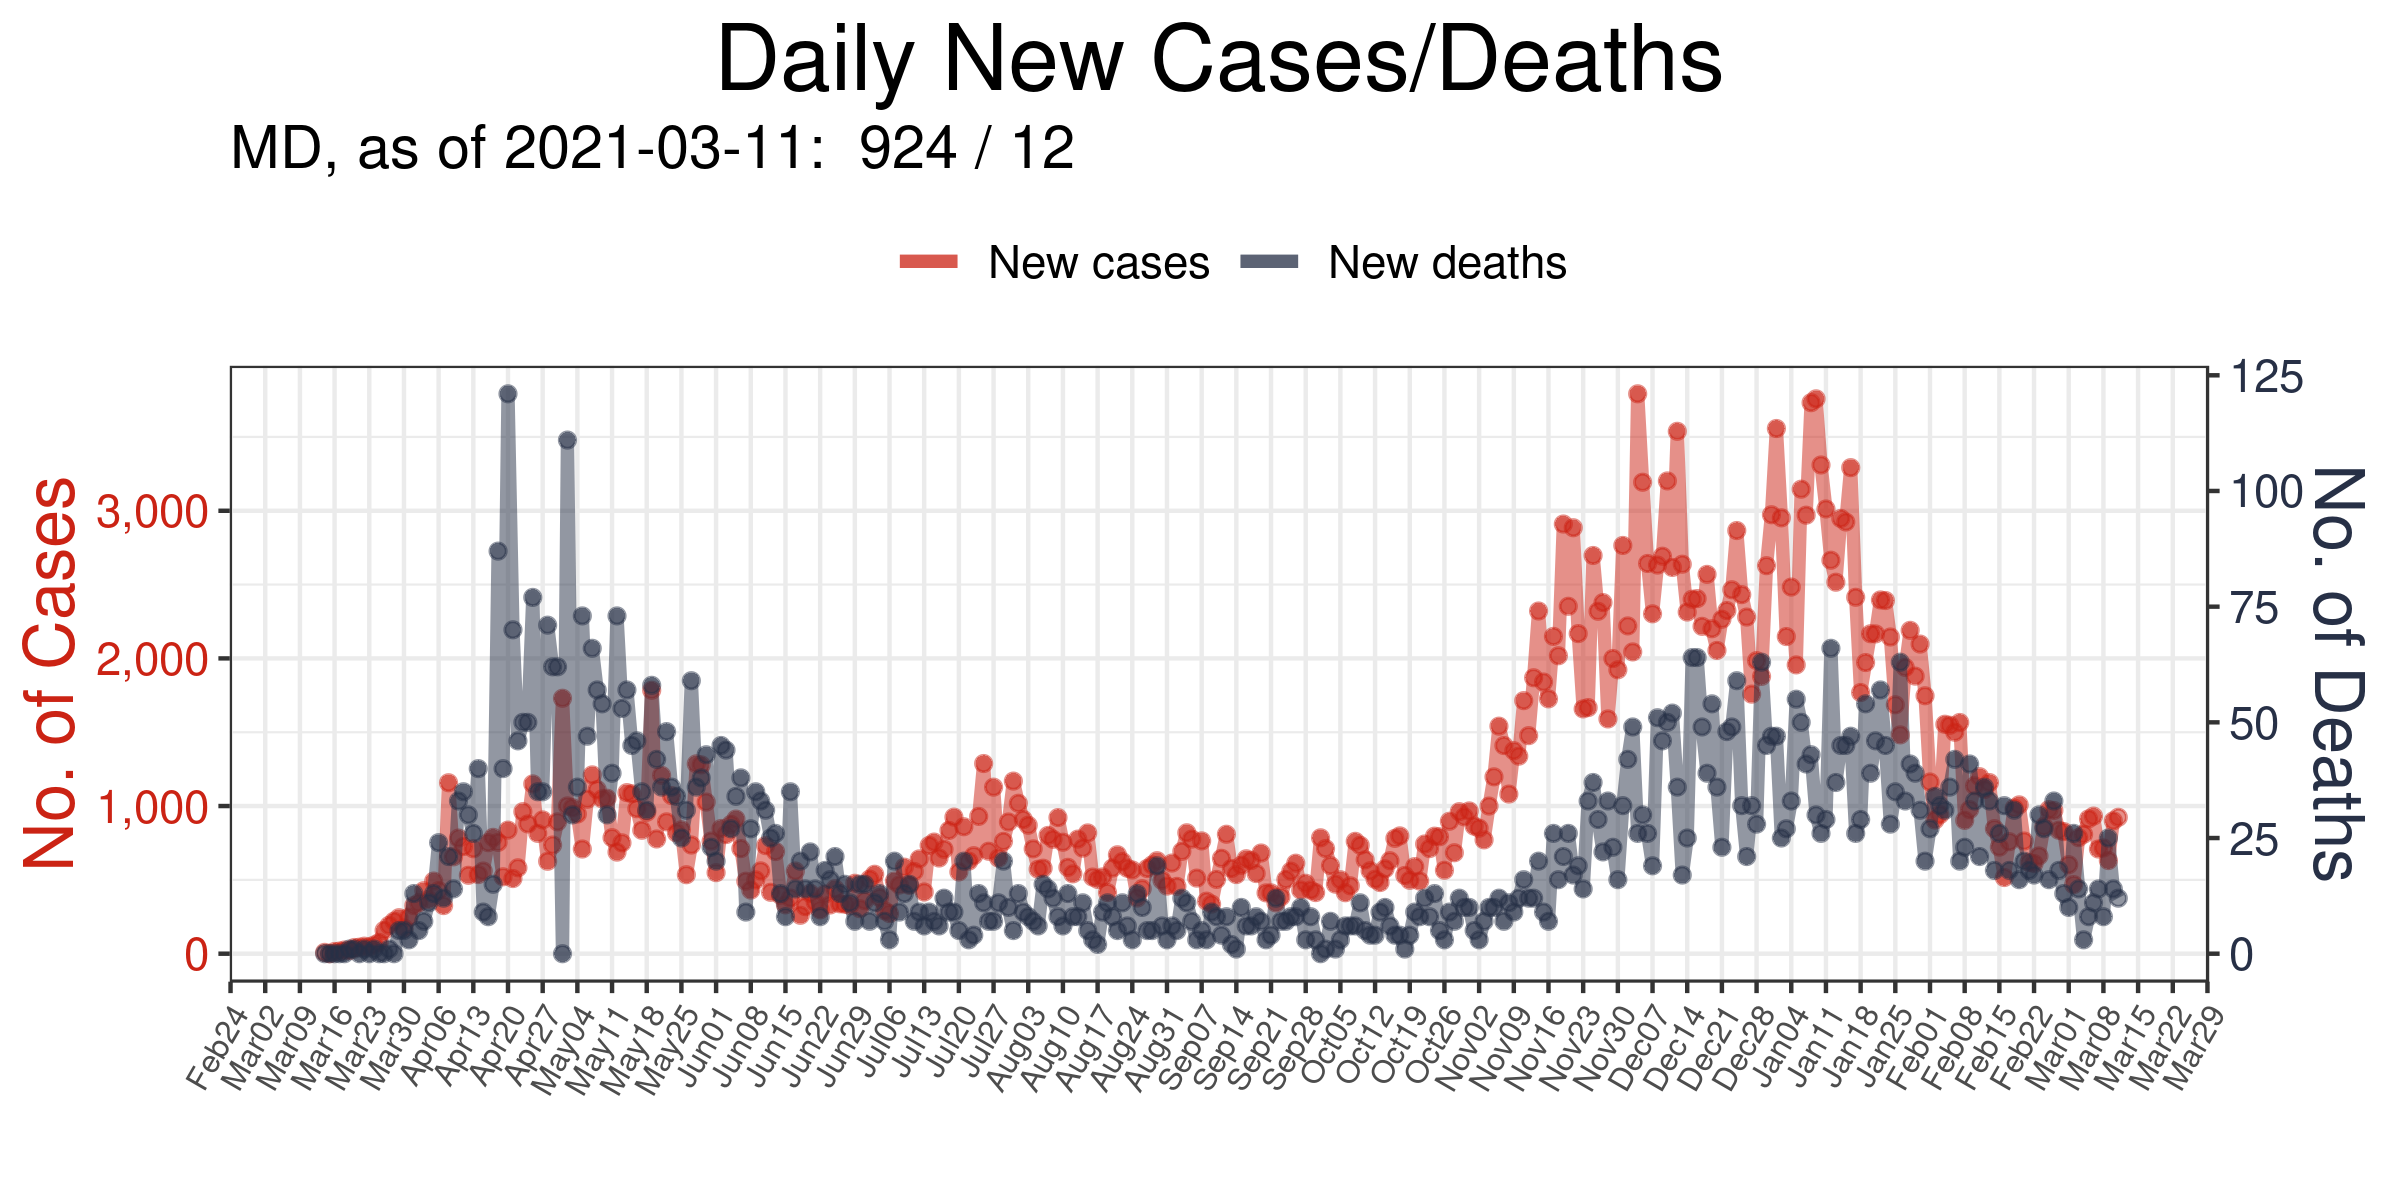 Daily New Cases/Deaths
MD, as of 2021-03-11:  924 / 12
New cases
New deaths
No. of Cases
3,000
2,000
1,000
0
125
100
75
50
25
0
No. of Deaths
Feb24
Mar02
Mar09
Mar16
Mar23
Mar30
Apr06
Apr13
Apr20
Apr27
May04
May11
May18
May25
Jun01
Jun08
Jun15
Jun22
Jun29
Jul06
Jul13
Jul20
Jul27
Aug03
Aug10
Aug17
Aug24
Aug31
Sep07
Sep14
Sep21
Sep28
Oct05
Oct12
Oct19
Oct26
Nov02
Nov09
Nov16
Nov23
Nov30
Dec07
Dec14
Dec21
Dec28
Jan04
Jan11
Jan18
Jan25
Feb01
Feb08
Feb15
Feb22
Mar01
Mar08
Mar15
Mar22
Mar29